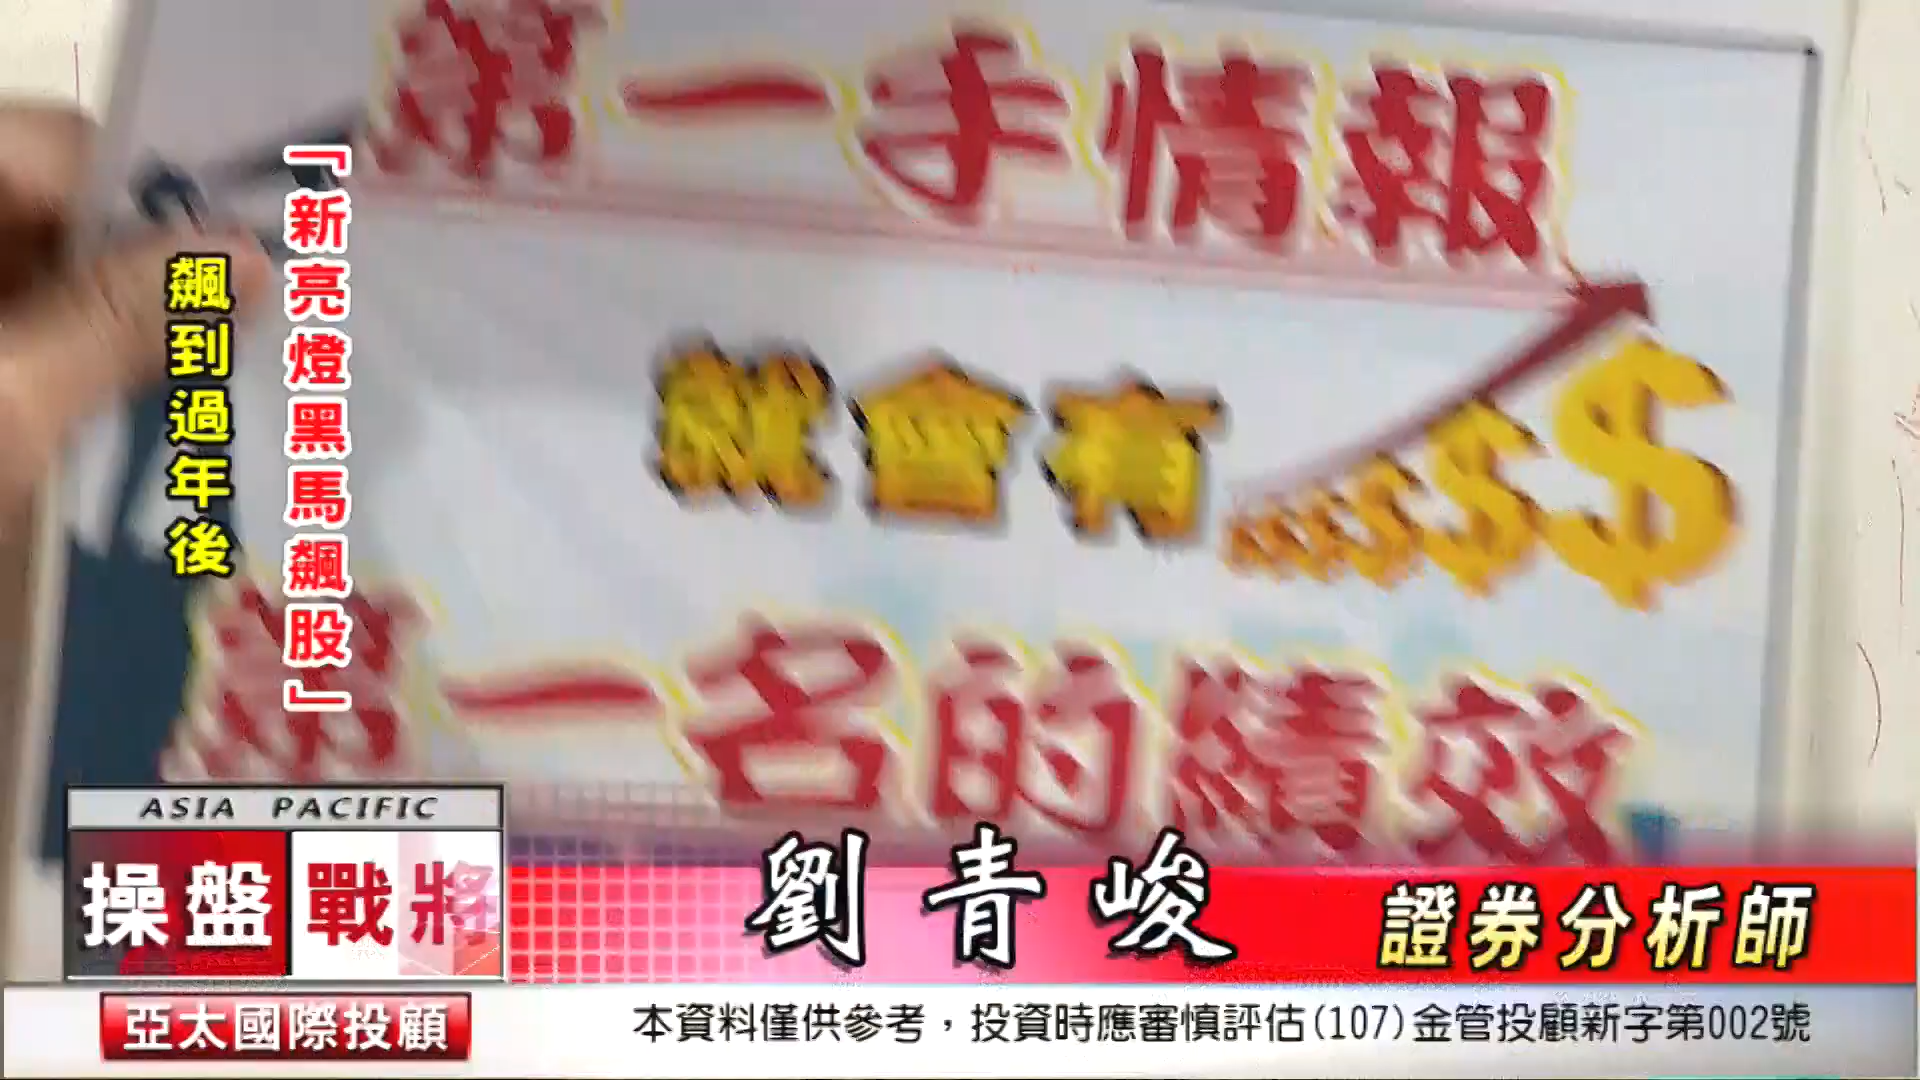 第一手情報
「新亮燈黑馬飆股」
飆到過年後
就會有$$$$
第一名的績效
ASIA PACIFIC
操盤戰將
劉青峻
證券分析師
亞太國際投顧
本資料僅供參考，投資時應審慎評估(107)金管投顧新字第002號